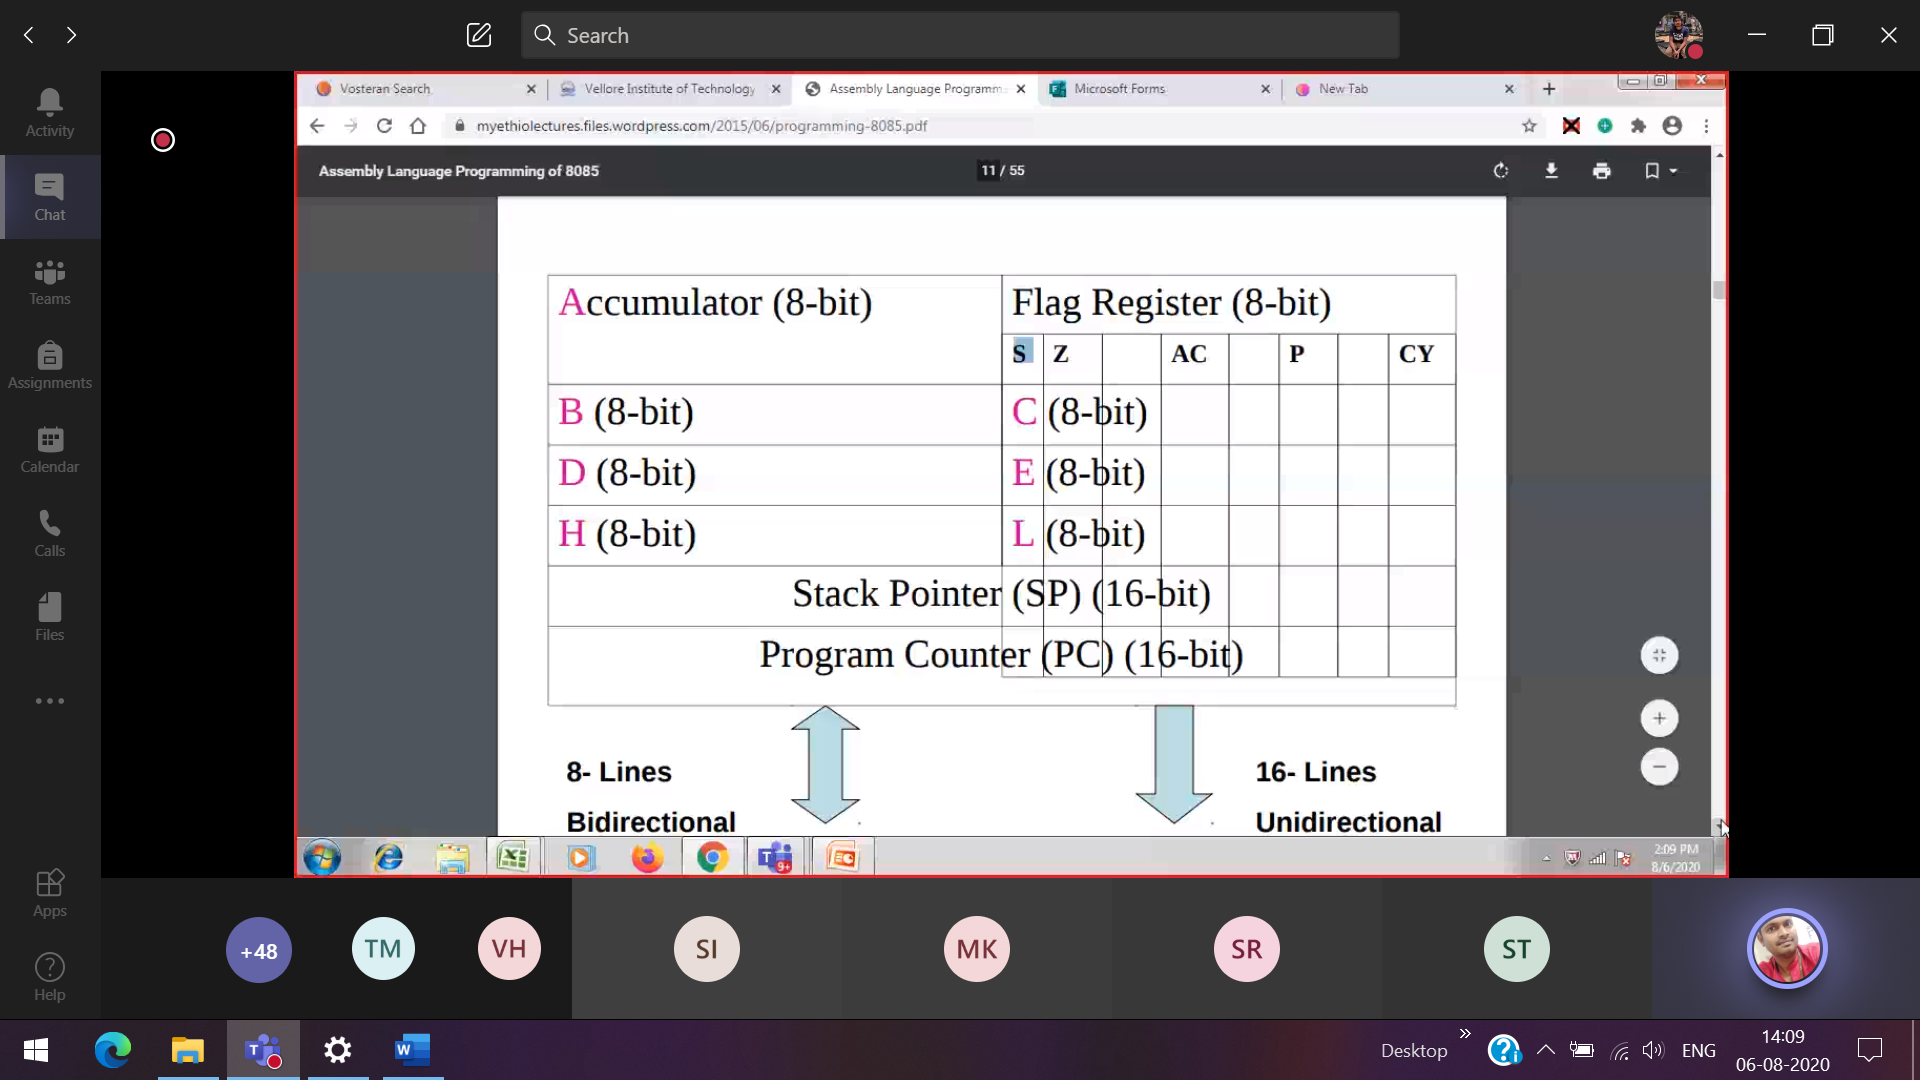 Search
Activity
Chat
Teams
Assignments
Calendar
Calls
Files
Apps
Help
Vosteran Search
Vellore Institute of Technology
Assembly Language Programm
Microsoft Forms
New Tab
myethiolectures.files.wordpress.com/2015/06/programming-8085.pdf
Assembly Language Programming of 8085
11 / 55
Accumulator (8-bit)
Flag Register (8-bit)
S Z AC P CY
B (8-bit)
C (8-bit)
D (8-bit)
E (8-bit)
H (8-bit)
L (8-bit)
Stack Pointer (SP) (16-bit)
Program Counter (PC) (16-bit)
8- Lines
Bidirectional
16- Lines
Unidirectional
9+
2:09 PM
8/6/2020
+48
TM
VH
SI
MK
SR
ST
Desktop
ENG
14:09
06-08-2020